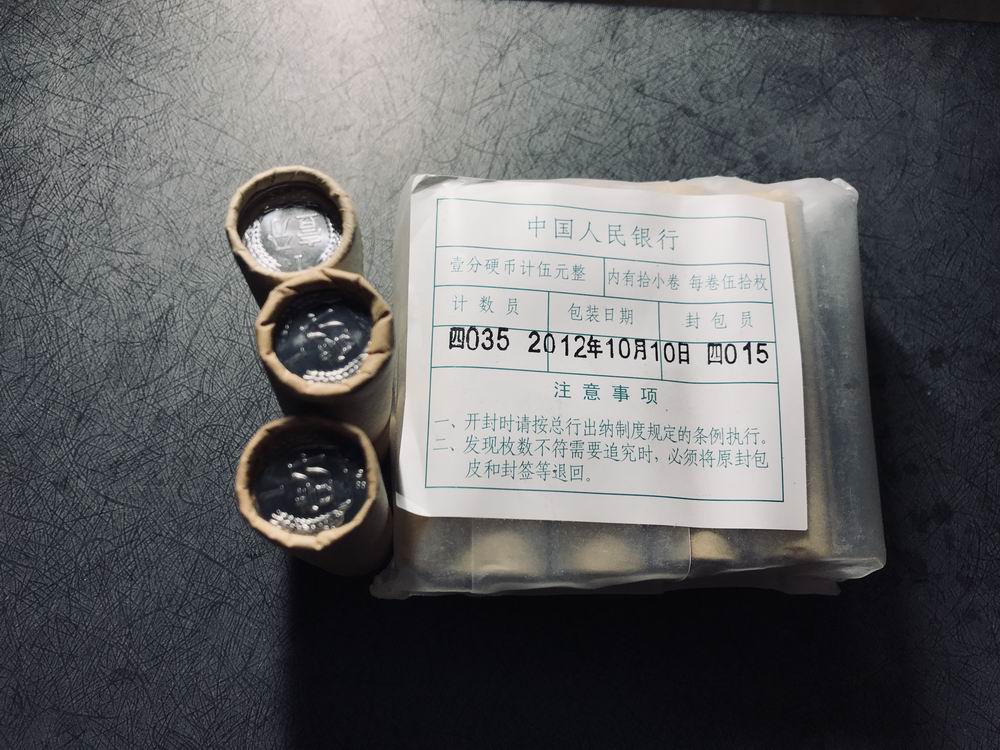 中国人民银行
壹分硬币计伍元整 内有拾小卷 每卷伍拾枚
计数员 包装日期 封包员
四035 2012年10月10日 四015
注意事项
一、开封时请按总行出纳制度规定的条例执行。
二、发现枚数不符需要追究时，必须将原封包
皮和封签等退回。
壹分